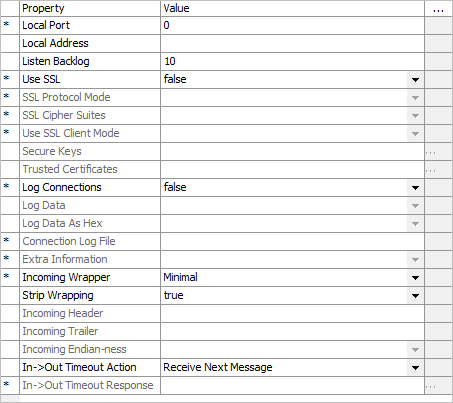 Property Value ...
* Local Port 0
Local Address
Listen Backlog 10
* Use SSL false
* SSL Protocol Mode
* SSL Cipher Suites
* Use SSL Client Mode
Secure Keys ...
Trusted Certificates ...
* Log Connections false
Log Data
Log Data As Hex
* Connection Log File
* Extra Information
* Incoming Wrapper Minimal
Strip Wrapping true
Incoming Header
Incoming Trailer
Incoming Endian-ness
In->Out Timeout Action Receive Next Message
* In->Out Timeout Response ...